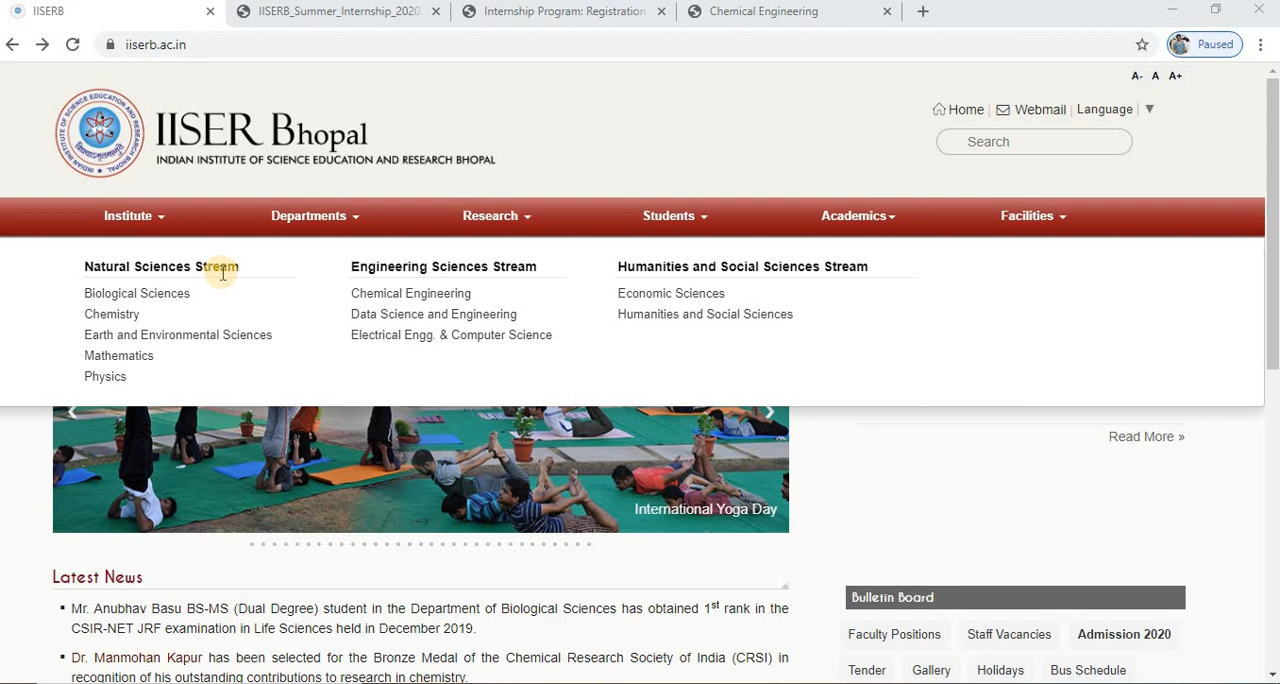 IISERB
IISERB_Summer_Internship_2020
Internship Program: Registration
Chemical Engineering
iiserb.ac.in
Paused
A- A A+
IISER Bhopal
INDIAN INSTITUTE OF SCIENCE EDUCATION AND RESEARCH BHOPAL
Home
Webmail
Language
Search
Institute
Departments
Research
Students
Academics
Facilities
Natural Sciences Stream
Biological Sciences
Chemistry
Earth and Environmental Sciences
Mathematics
Physics
Engineering Sciences Stream
Chemical Engineering
Data Science and Engineering
Electrical Engg. & Computer Science
Humanities and Social Sciences Stream
Economic Sciences
Humanities and Social Sciences
International Yoga Day
Read More »
Latest News
Mr. Anubhav Basu BS-MS (Dual Degree) student in the Department of Biological Sciences has obtained 1st rank in the
CSIR-NET JRF examination in Life Sciences held in December 2019.
Dr. Manmohan Kapur has been selected for the Bronze Medal of the Chemical Research Society of India (CRSI) in
recognition of his outstanding contributions to research in chemistry.
Bulletin Board
Faculty Positions
Staff Vacancies
Admission 2020
Tender
Gallery
Holidays
Bus Schedule